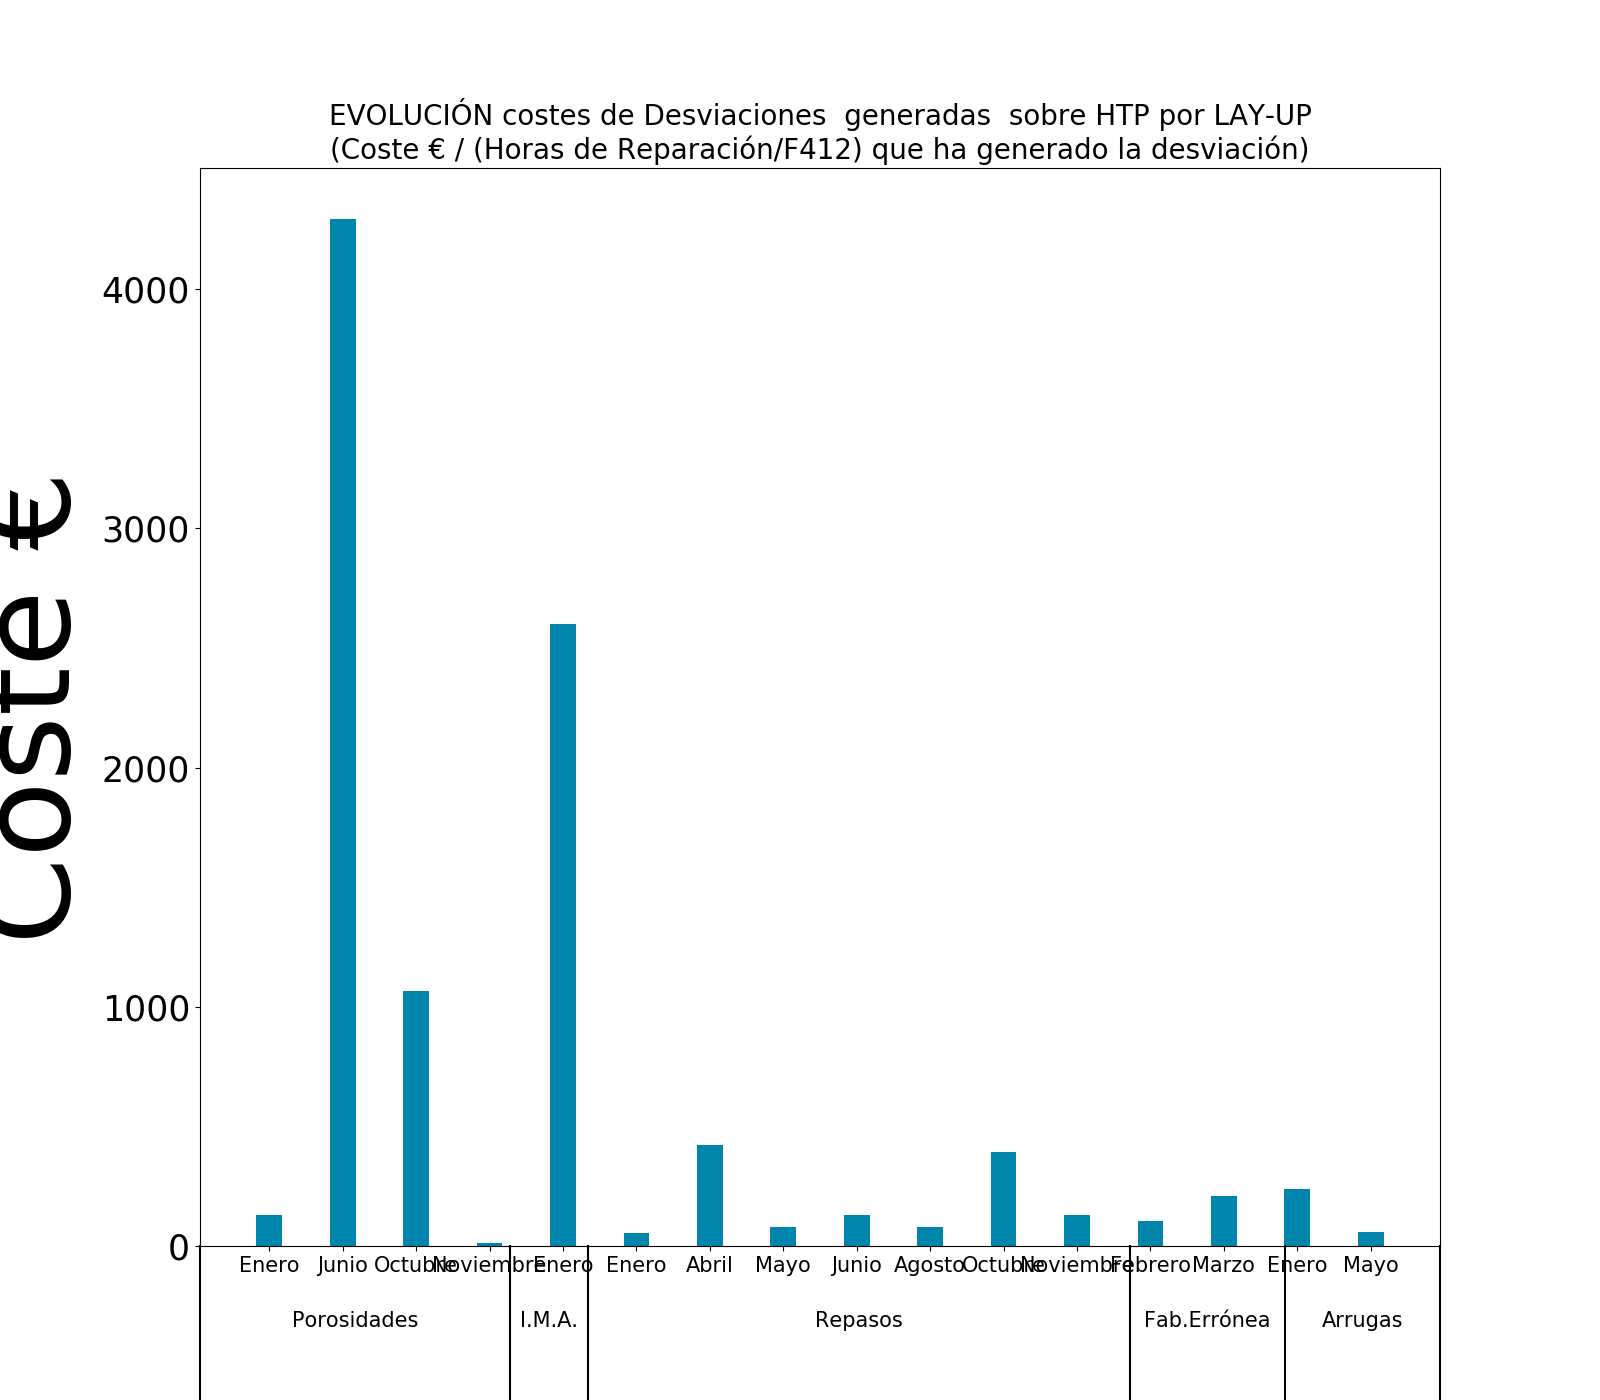 EVOLUCIÓN costes de Desviaciones  generadas  sobre HTP por LAY-UP
(Coste € / (Horas de Reparación/F412) que ha generado la desviación)
Coste €
4000
3000
2000
1000
0
Enero Junio Octubre Noviembre Enero Enero Abril Mayo Junio Agosto Octubre Noviembre Febrero Marzo Enero Mayo
Porosidades I.M.A. Repasos Fab.Errónea Arrugas